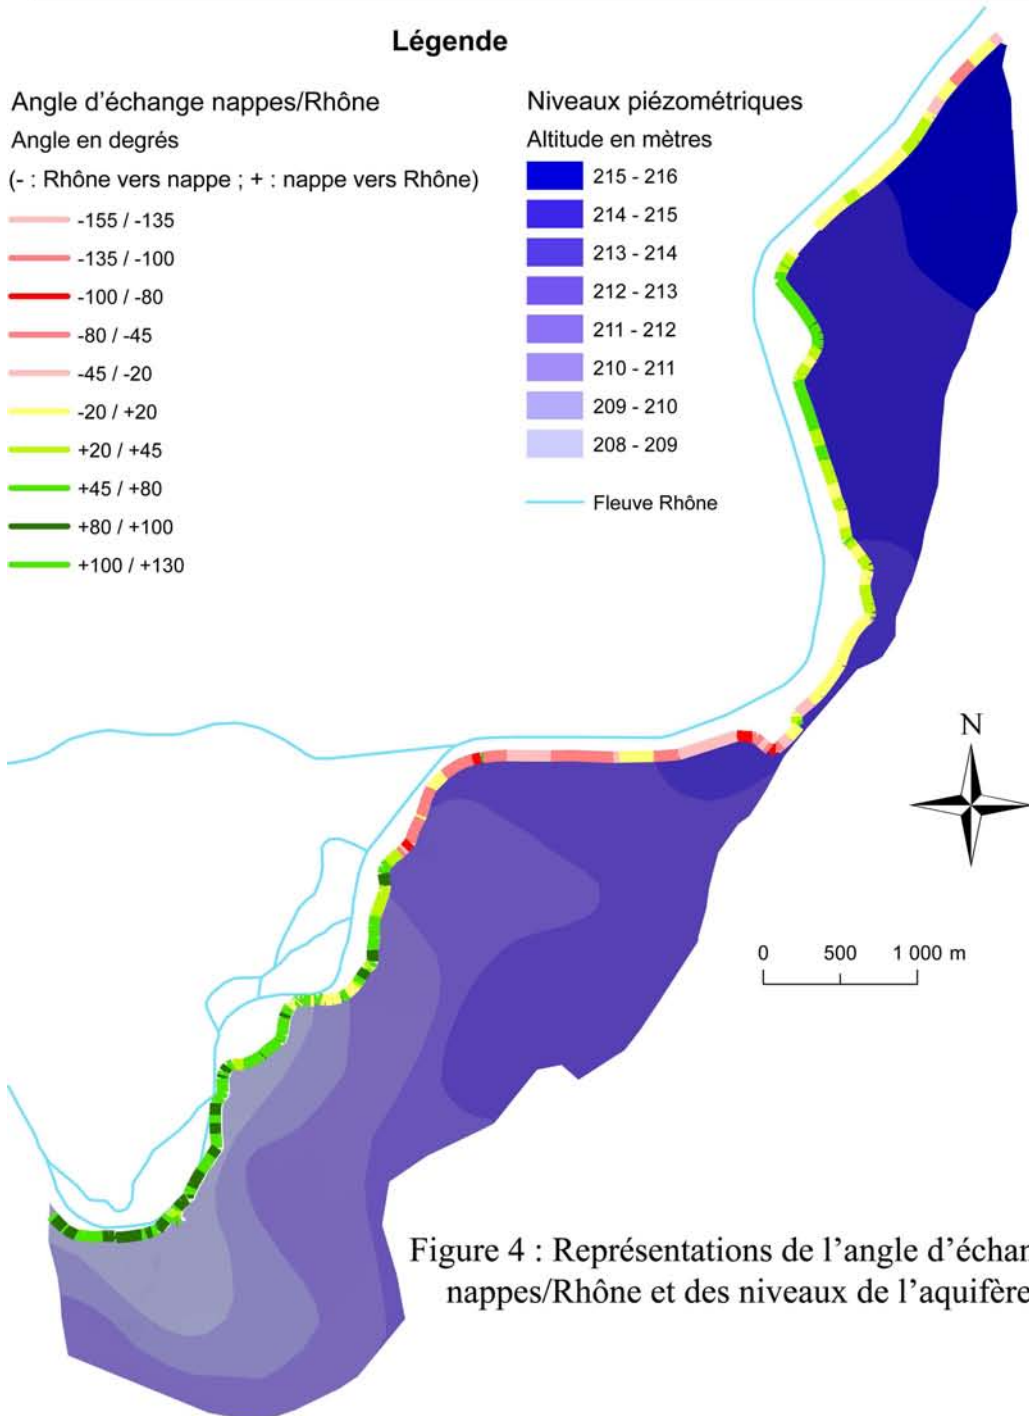 Légende
Angle d'échange nappes/Rhône
Angle en degrés
(- : Rhône vers nappe ; + : nappe vers Rhône)
-155 / -135
-135 / -100
-100 / -80
-80 / -45
-45 / -20
-20 / +20
+20 / +45
+45 / +80
+80 / +100
+100 / +130
Niveaux piézométriques
Altitude en mètres
215 - 216
214 - 215
213 - 214
212 - 213
211 - 212
210 - 211
209 - 210
208 - 209
Fleuve Rhône
N
0 500 1 000 m
Figure 4 : Représentations de l'angle d'échan
nappes/Rhône et des niveaux de l'aquifère